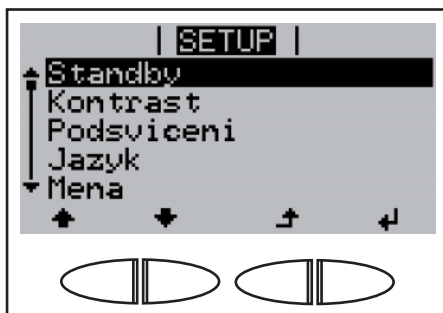 SETUP
Standby
Kontrast
Podsviceni
Jazyk
Mena